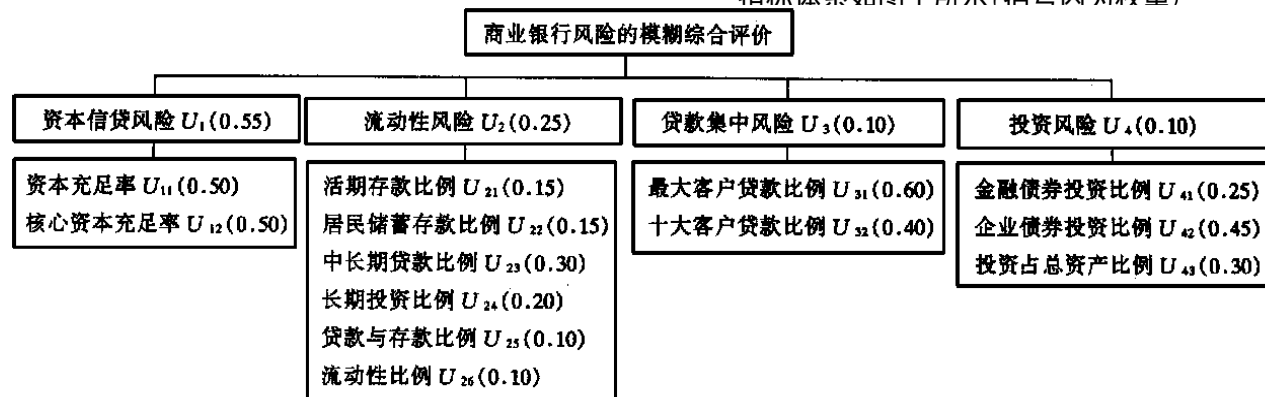 商业银行风险的模糊综合评价
资本信贷风险 U₁(0.55)
资本充足率 U₁₁(0.50)
核心资本充足率 U₁₂(0.50)
流动性风险 U₂(0.25)
活期存款比例 U₂₁(0.15)
居民储蓄存款比例 U₂₂(0.15)
中长期贷款比例 U₂₃(0.30)
长期投资比例 U₂₄(0.20)
贷款与存款比例 U₂₅(0.10)
流动性比例 U₂₆(0.10)
贷款集中风险 U₃(0.10)
最大客户贷款比例 U₃₁(0.60)
十大客户贷款比例 U₃₂(0.40)
投资风险 U₄(0.10)
金融债券投资比例 U₄₁(0.25)
企业债券投资比例 U₄₂(0.45)
投资占总资产比例 U₄₃(0.30)